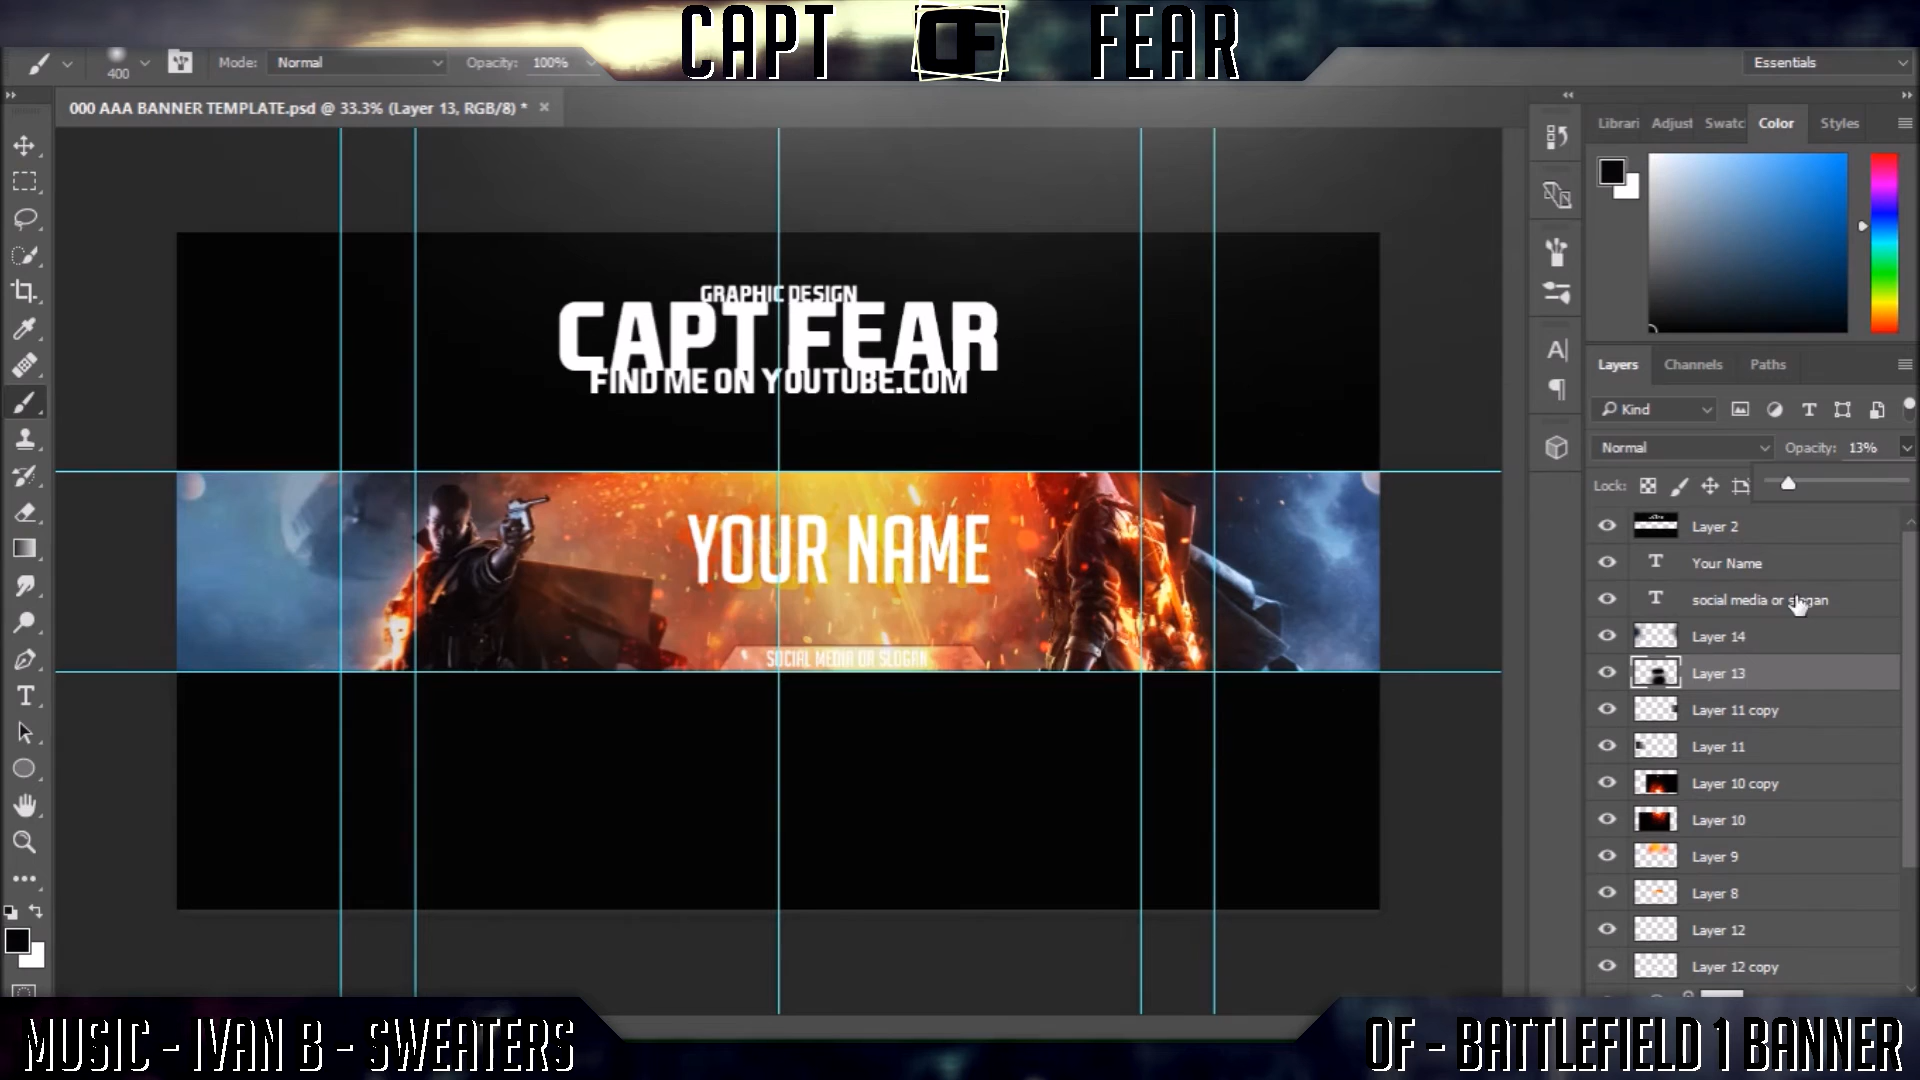 CAPT OF FEAR
400
Mode: Normal
Opacity: 100%
Essentials
000 AAA BANNER TEMPLATE.psd @ 33.3% (Layer 13, RGB/8) *
Librari Adjust Swatc Color Styles
GRAPHIC DESIGN
CAPT FEAR
FIND ME ON YOUTUBE.COM
YOUR NAME
SOCIAL MEDIA OR SLOGAN
Layers Channels Paths
Kind
Normal Opacity: 13%
Lock:
Layer 2
Your Name
social media or slogan
Layer 14
Layer 13
Layer 11 copy
Layer 11
Layer 10 copy
Layer 10
Layer 9
Layer 8
Layer 12
Layer 12 copy
MUSIC - IVAN B - SWEATERS
OF - BATTLEFIELD 1 BANNER